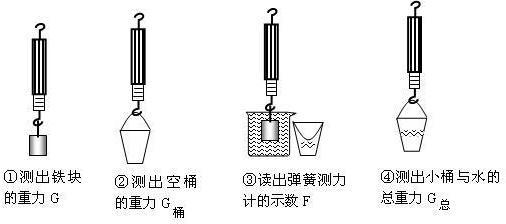 ①测出铁块
的重力G
②测出空桶
的重力G桶
③读出弹簧测力
计的示数F
④测出小桶与水的
总重力G总